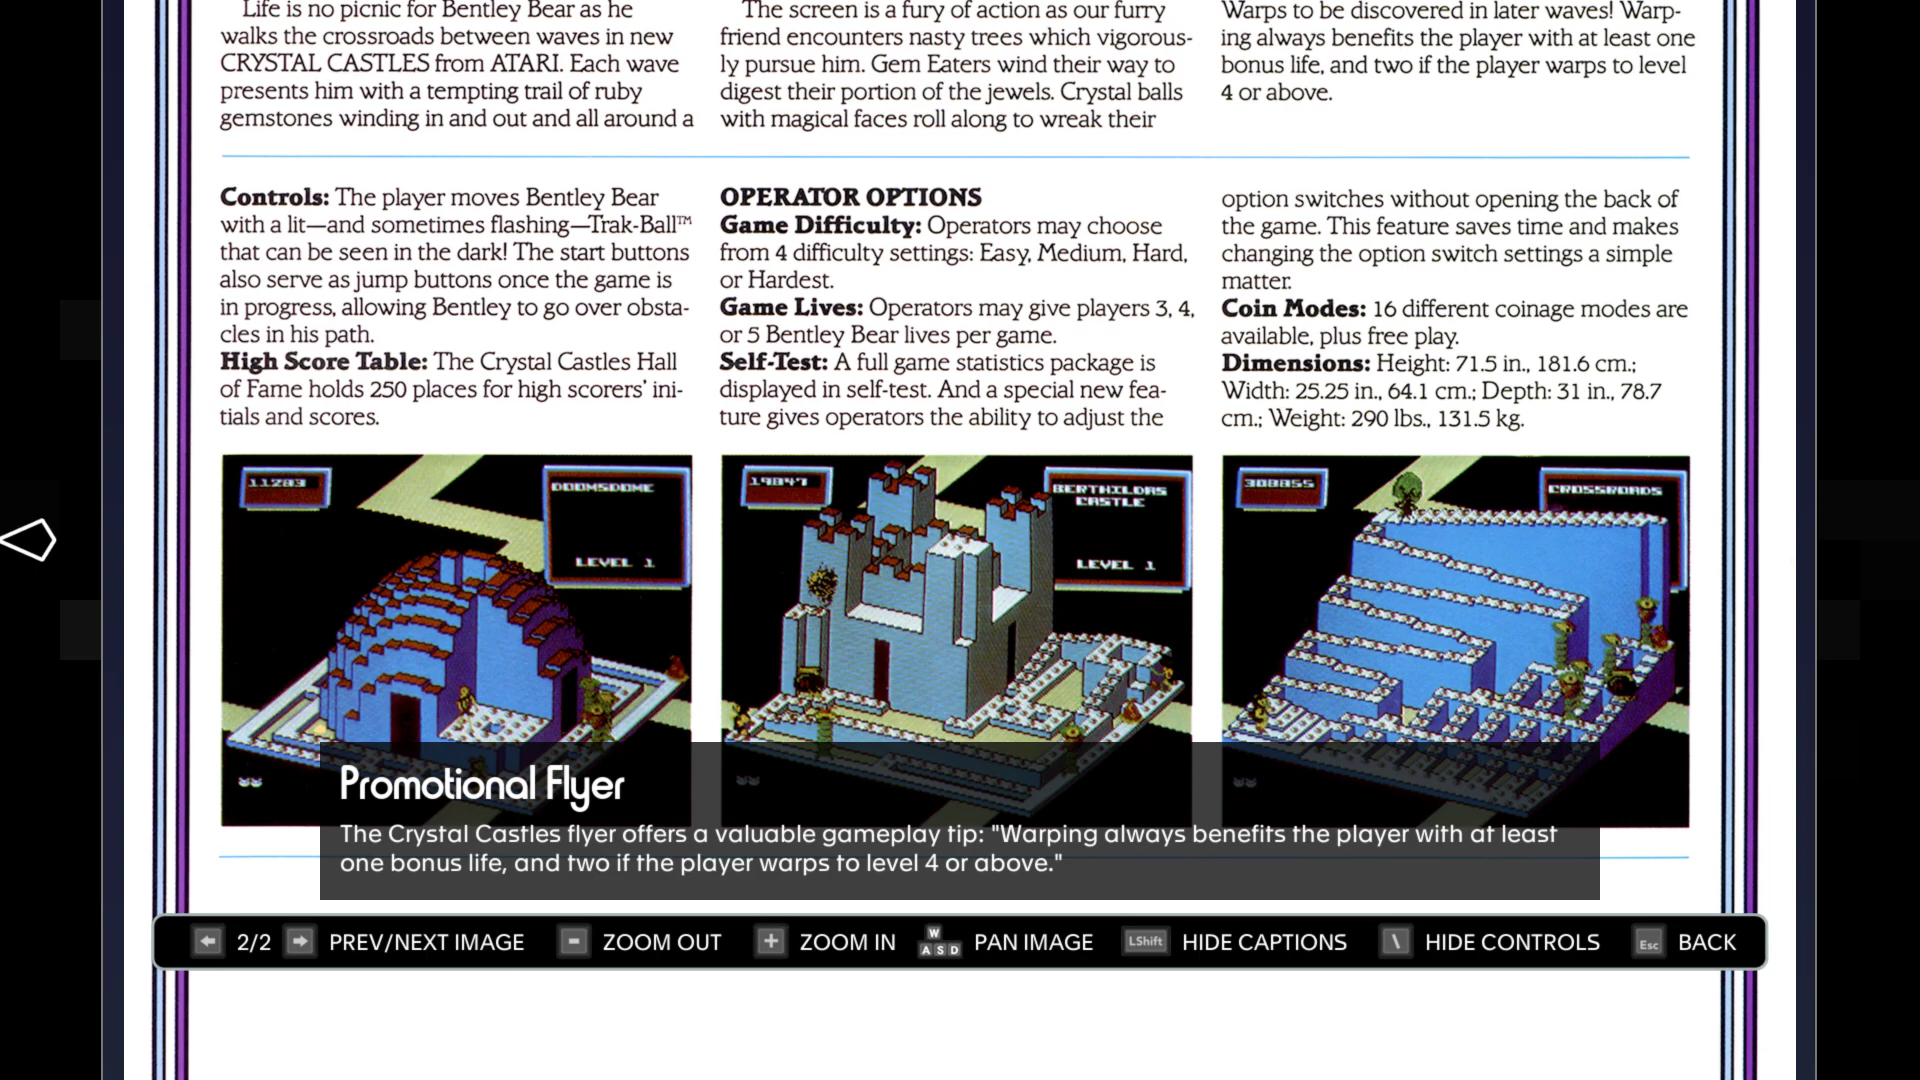 Life is no picnic for Bentley Bear as he
walks the crossroads between waves in new
CRYSTAL CASTLES from ATARI. Each wave
presents him with a tempting trail of ruby
gemstones winding in and out and all around a
The screen is a fury of action as our furry
friend encounters nasty trees which vigorous-
ly pursue him. Gem Eaters wind their way to
digest their portion of the jewels. Crystal balls
with magical faces roll along to wreak their
Warps to be discovered in later waves! Warp-
ing always benefits the player with at least one
bonus life, and two if the player warps to level
4 or above.
Controls: The player moves Bentley Bear
with a lit—and sometimes flashing—Trak-Ball™
that can be seen in the dark! The start buttons
also serve as jump buttons once the game is
in progress, allowing Bentley to go over obsta-
cles in his path.
High Score Table: The Crystal Castles Hall
of Fame holds 250 places for high scorers' ini-
tials and scores.
OPERATOR OPTIONS
Game Difficulty: Operators may choose
from 4 difficulty settings: Easy, Medium, Hard,
or Hardest.
Game Lives: Operators may give players 3, 4,
or 5 Bentley Bear lives per game.
Self-Test: A full game statistics package is
displayed in self-test. And a special new fea-
ture gives operators the ability to adjust the
option switches without opening the back of
the game. This feature saves time and makes
changing the option switch settings a simple
matter.
Coin Modes: 16 different coinage modes are
available, plus free play.
Dimensions: Height: 71.5 in., 181.6 cm.;
Width: 25.25 in., 64.1 cm.; Depth: 31 in., 78.7
cm.; Weight: 290 lbs., 131.5 kg.
11283
DOOMSDOME
LEVEL 1
19847
BERTHILDAS
CASTLE
LEVEL 1
308855
CROSSROADS
Promotional Flyer
The Crystal Castles flyer offers a valuable gameplay tip: "Warping always benefits the player with at least
one bonus life, and two if the player warps to level 4 or above."
2/2 PREV/NEXT IMAGE - ZOOM OUT + ZOOM IN W A S D PAN IMAGE LShift HIDE CAPTIONS \ HIDE CONTROLS Esc BACK